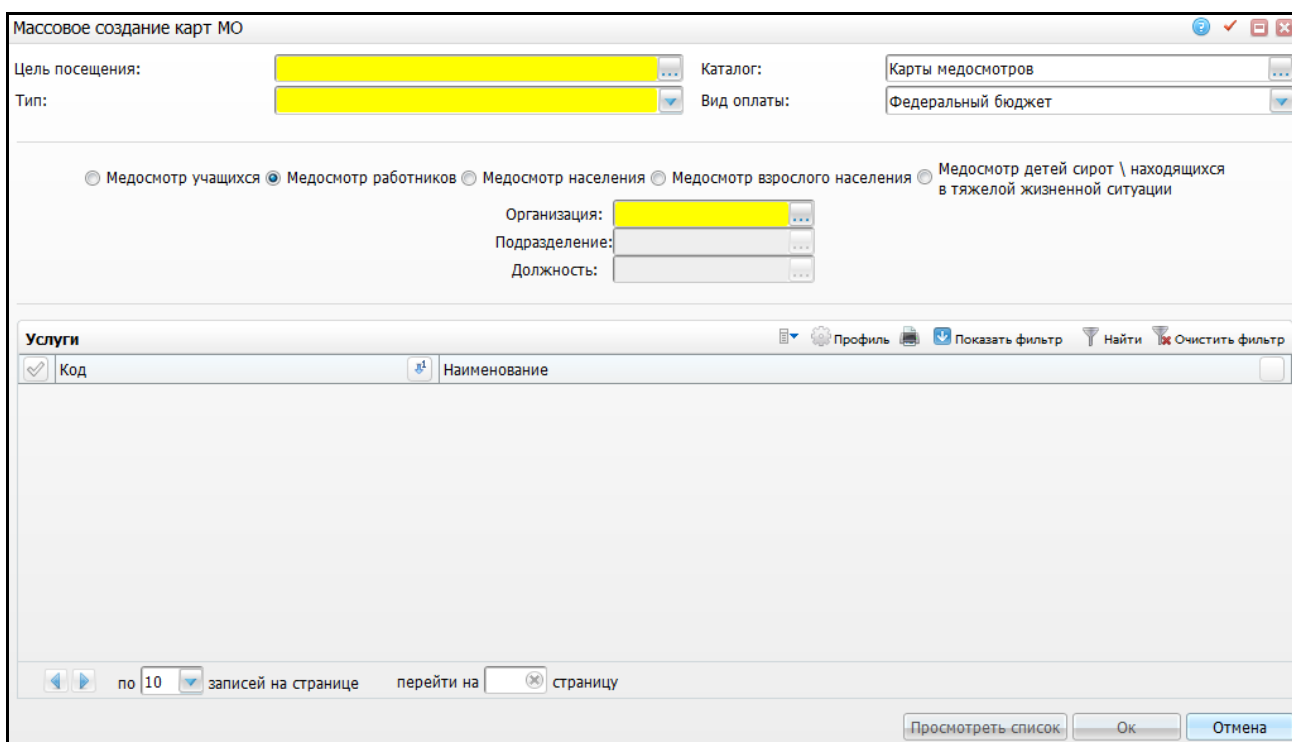 Массовое создание карт МО
Цель посещения: ... Каталог: Карты медосмотров ...
Тип: Вид оплаты: Федеральный бюджет
Медосмотр учащихся Медосмотр работников Медосмотр населения Медосмотр взрослого населения Медосмотр детей сирот \ находящихся
в тяжелой жизненной ситуации
Организация: ...
Подразделение: ...
Должность: ...
Услуги Профиль Показать фильтр Найти Очистить фильтр
Код 1 Наименование
по 10 записей на странице перейти на страницу
Просмотреть список Ок Отмена